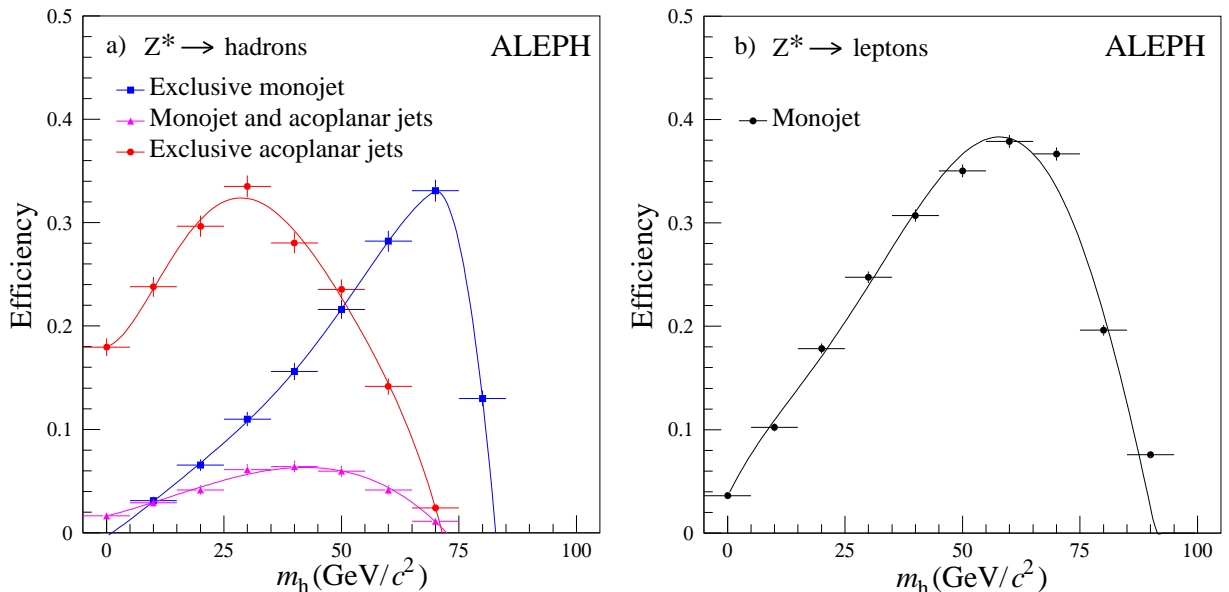 a) Z* → hadrons ALEPH
Exclusive monojet
Monojet and acoplanar jets
Exclusive acoplanar jets
Efficiency
0.5
0.4
0.3
0.2
0.1
0
0 25 50 75 100
m_h (GeV/c²)
b) Z* → leptons ALEPH
Monojet
Efficiency
0.5
0.4
0.3
0.2
0.1
0
0 25 50 75 100
m_h (GeV/c²)